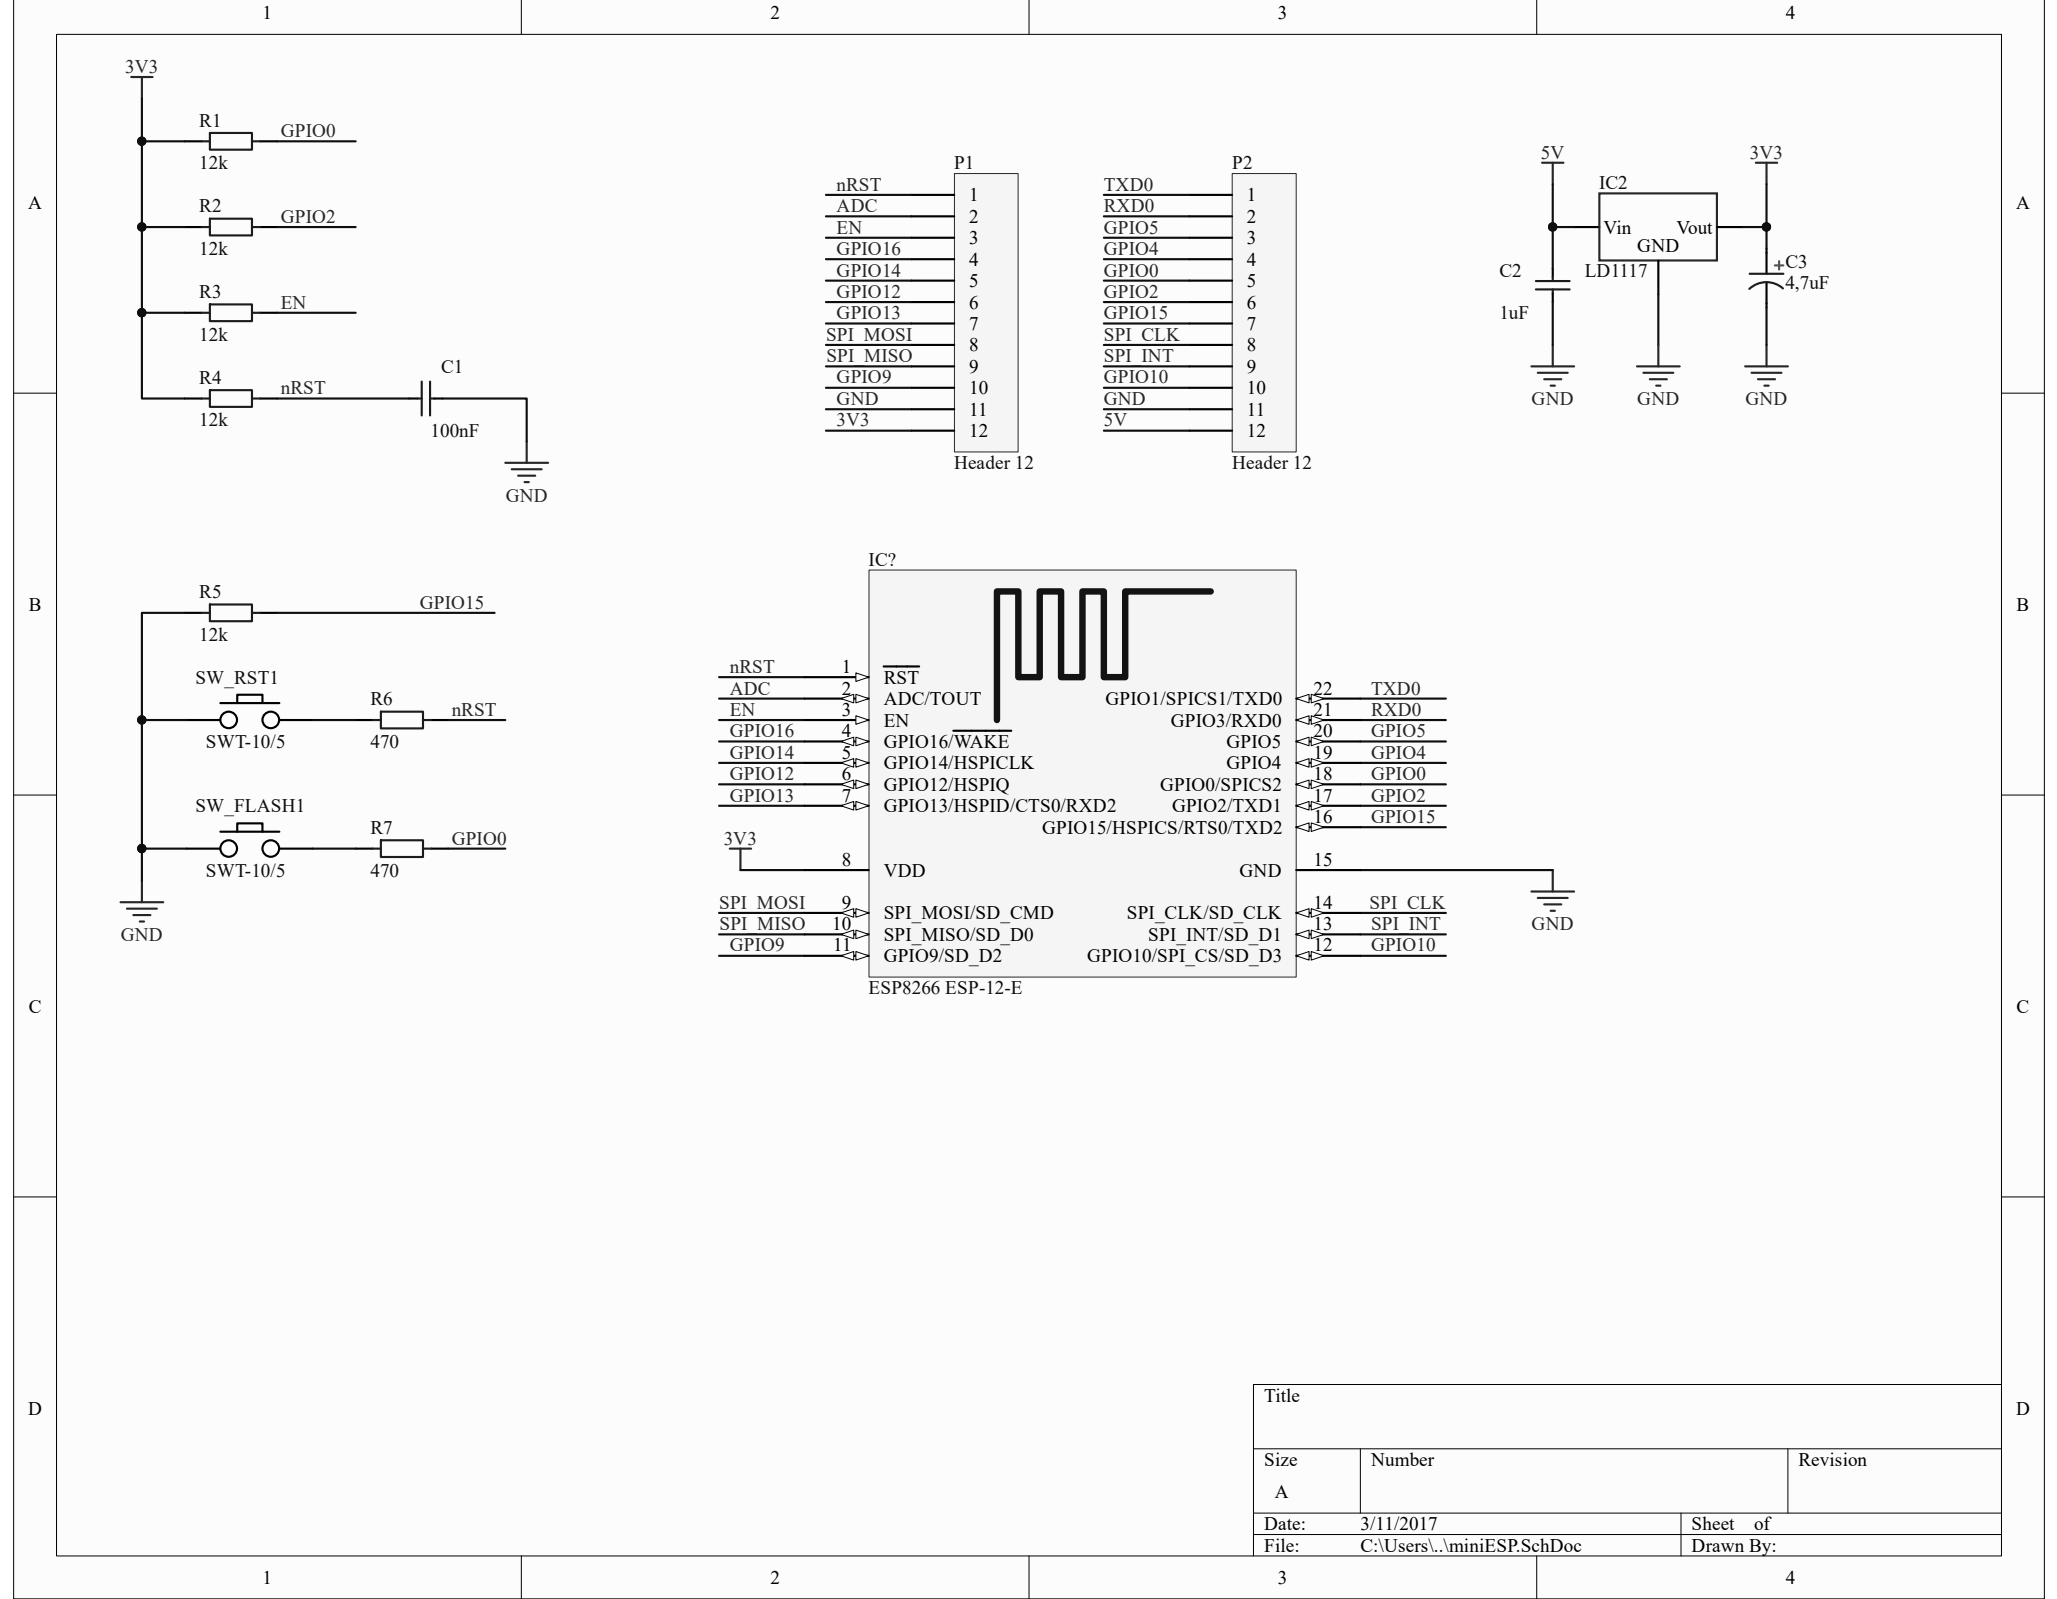 1 2 3 4
A
A
3V3
R1
GPIO0
12k
R2
GPIO2
12k
R3
EN
12k
R4
nRST
C1
12k
100nF
GND
P1
nRST 1
ADC 2
EN 3
GPIO16 4
GPIO14 5
GPIO12 6
GPIO13 7
SPI_MOSI 8
SPI_MISO 9
GPIO9 10
GND 11
3V3 12
Header 12
P2
TXD0 1
RXD0 2
GPIO5 3
GPIO4 4
GPIO0 5
GPIO2 6
GPIO15 7
SPI_CLK 8
SPI_INT 9
GPIO10 10
GND 11
5V 12
Header 12
5V
3V3
IC2
Vin Vout
GND
LD1117
C2
1uF
+C3
4,7uF
GND GND GND
B
B
R5
GPIO15
12k
SW_RST1
R6
nRST
SWT-10/5
470
SW_FLASH1
R7
GPIO0
SWT-10/5
470
GND
IC?
nRST 1 RST
ADC 2 ADC/TOUT
EN 3 EN
GPIO16 4 GPIO16/WAKE
GPIO14 5 GPIO14/HSPICLK
GPIO12 6 GPIO12/HSPIQ
GPIO13 7 GPIO13/HSPID/CTS0/RXD2
3V3
8 VDD
SPI_MOSI 9 SPI_MOSI/SD_CMD
SPI_MISO 10 SPI_MISO/SD_D0
GPIO9 11 GPIO9/SD_D2
GPIO1/SPICS1/TXD0 22 TXD0
GPIO3/RXD0 21 RXD0
GPIO5 20 GPIO5
GPIO4 19 GPIO4
GPIO0/SPICS2 18 GPIO0
GPIO2/TXD1 17 GPIO2
GPIO15/HSPICS/RTS0/TXD2 16 GPIO15
GND 15
GND
SPI_CLK/SD_CLK 14 SPI_CLK
SPI_INT/SD_D1 13 SPI_INT
GPIO10/SPI_CS/SD_D3 12 GPIO10
ESP8266 ESP-12-E
C
C
D
D
Title
Size Number Revision
A
Date: 3/11/2017 Sheet of
File: C:\Users\..\miniESP.SchDoc Drawn By:
1 2 3 4